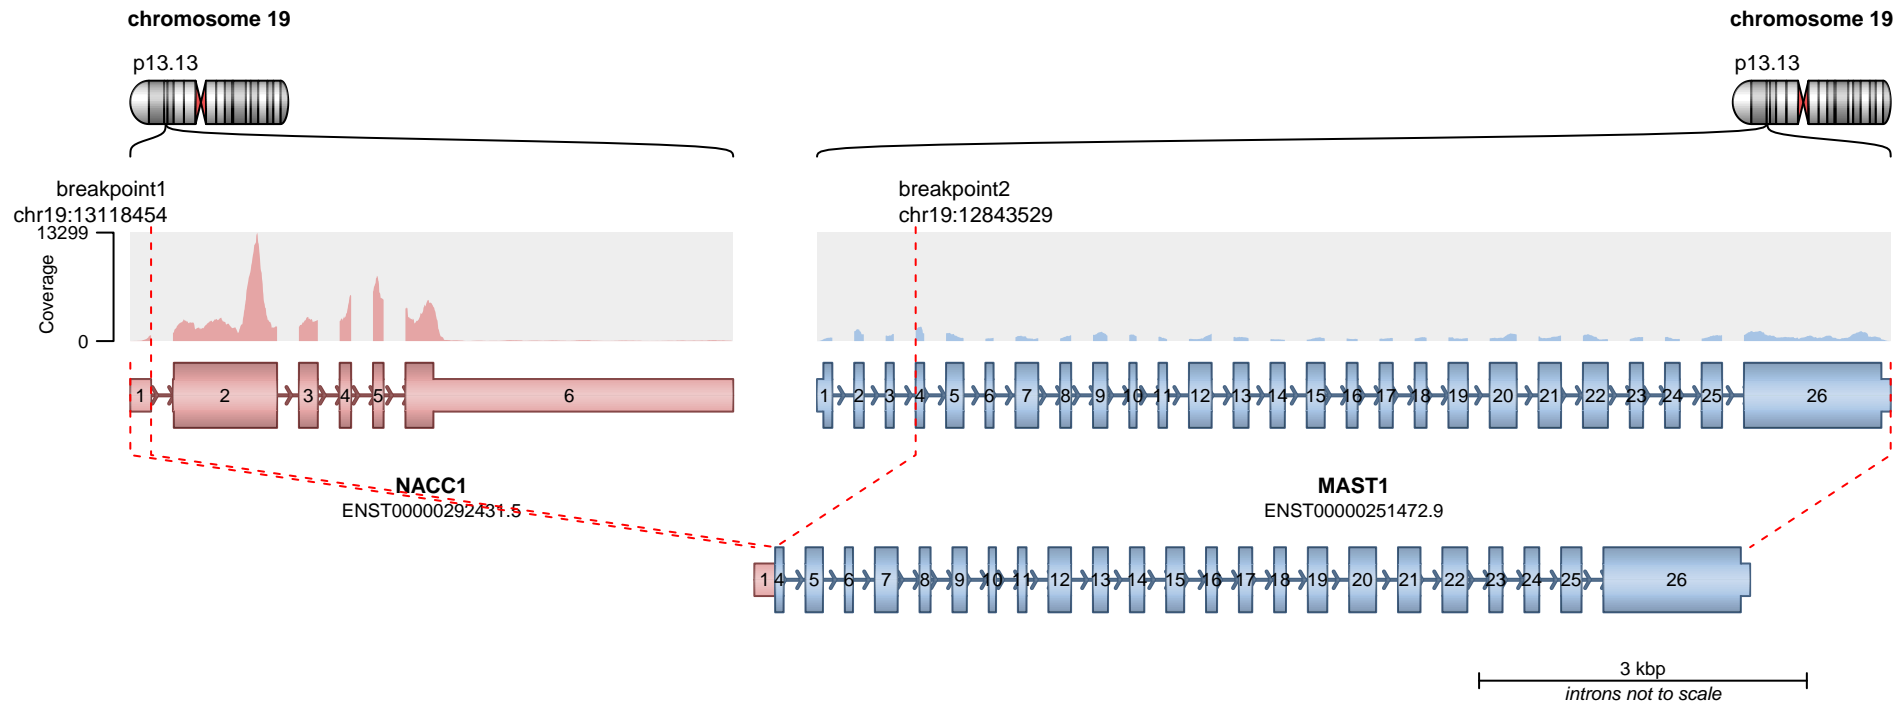 chromosome 19
chromosome 19
p13.13
p13.13
breakpoint1
chr19:13118454
breakpoint2
chr19:12843529
13299
Coverage
0
1 2 3 4 5 6
1 2 3 4 5 6 7 8 9 10 11 12 13 14 15 16 17 18 19 20 21 22 23 24 25 26
NACC1
ENST00000292431.5
MAST1
ENST00000251472.9
1 4 5 6 7 8 9 10 11 12 13 14 15 16 17 18 19 20 21 22 23 24 25 26
3 kbp
introns not to scale